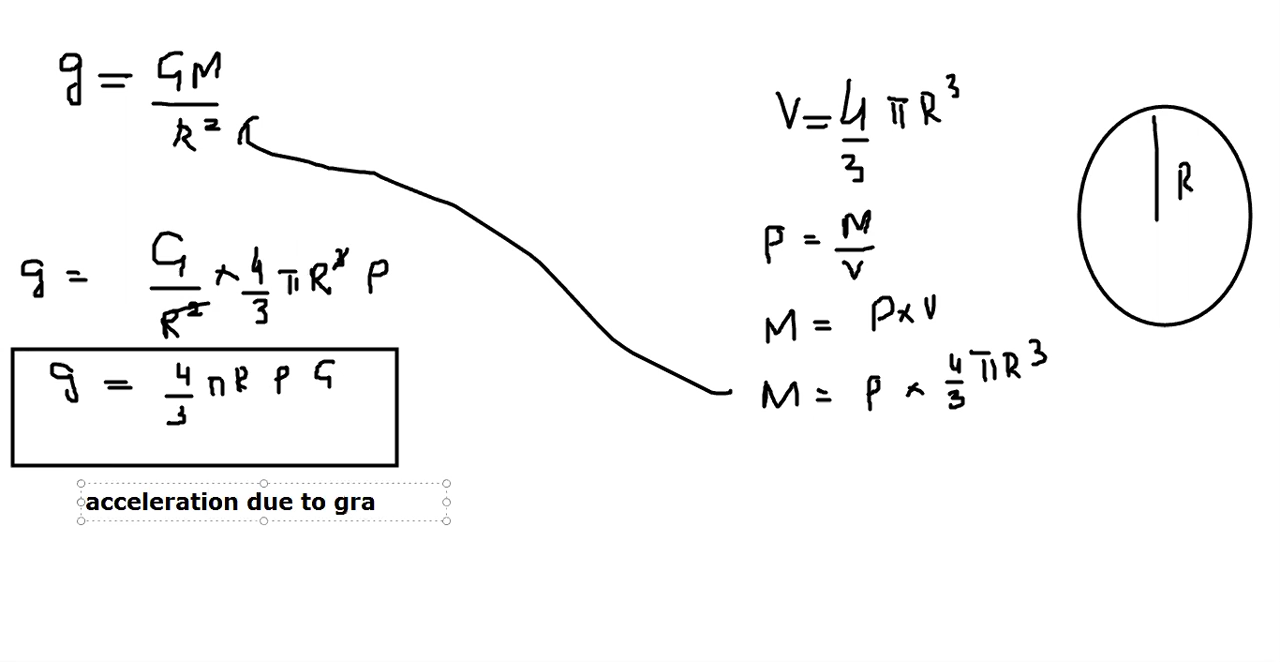 g = GM/R²
g = G/R² × 4/3 πR³ ρ
g = 4/3 πR ρ G
acceleration due to gra
V = 4/3 πR³
R
ρ = M/V
M = ρ × V
M = ρ × 4/3 πR³